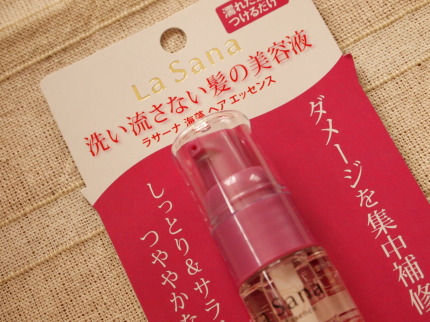 濡れた
つけるだけ
La Sana
洗い流さない髪の美容液
ラサーナ 海藻 ヘア エッセンス
ダメージを集中補修
しっとり&サラ
つややかな
La Sana